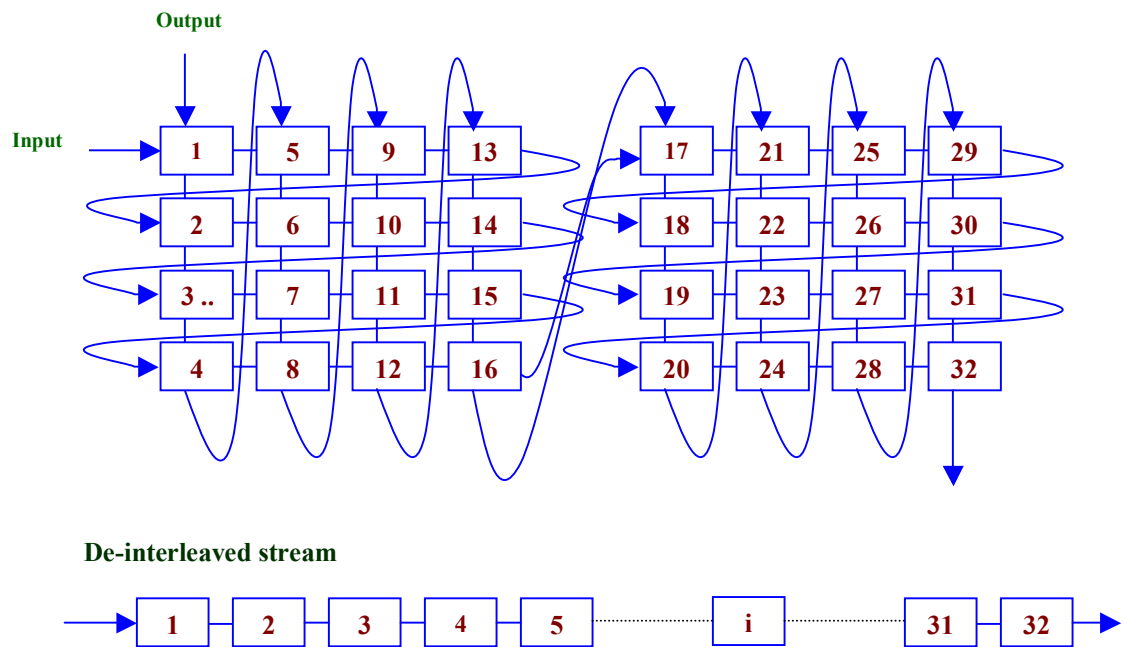 Output
Input
1 5 9 13 17 21 25 29
2 6 10 14 18 22 26 30
3 .. 7 11 15 19 23 27 31
4 8 12 16 20 24 28 32
De-interleaved stream
1 2 3 4 5 i 31 32